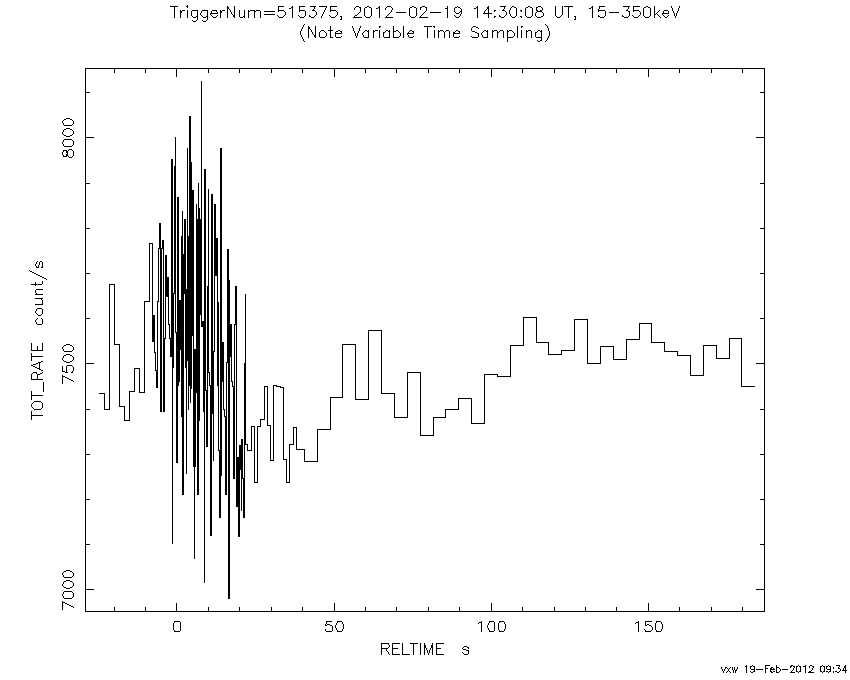 TriggerNum=515375, 2012-02-19 14:30:08 UT, 15-350keV
(Note Variable Time Sampling)
8000
7500
7000
TOT_RATE count/s
0 50 100 150
RELTIME s
vxw 19-Feb-2012 09:34